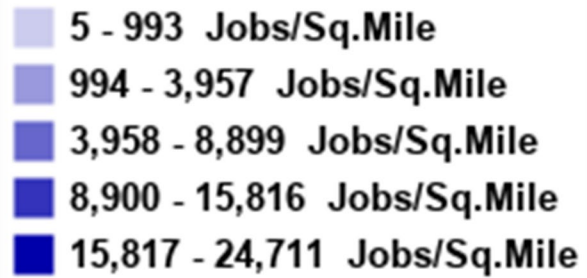 5 - 993 Jobs/Sq.Mile
994 - 3,957 Jobs/Sq.Mile
3,958 - 8,899 Jobs/Sq.Mile
8,900 - 15,816 Jobs/Sq.Mile
15,817 - 24,711 Jobs/Sq.Mile